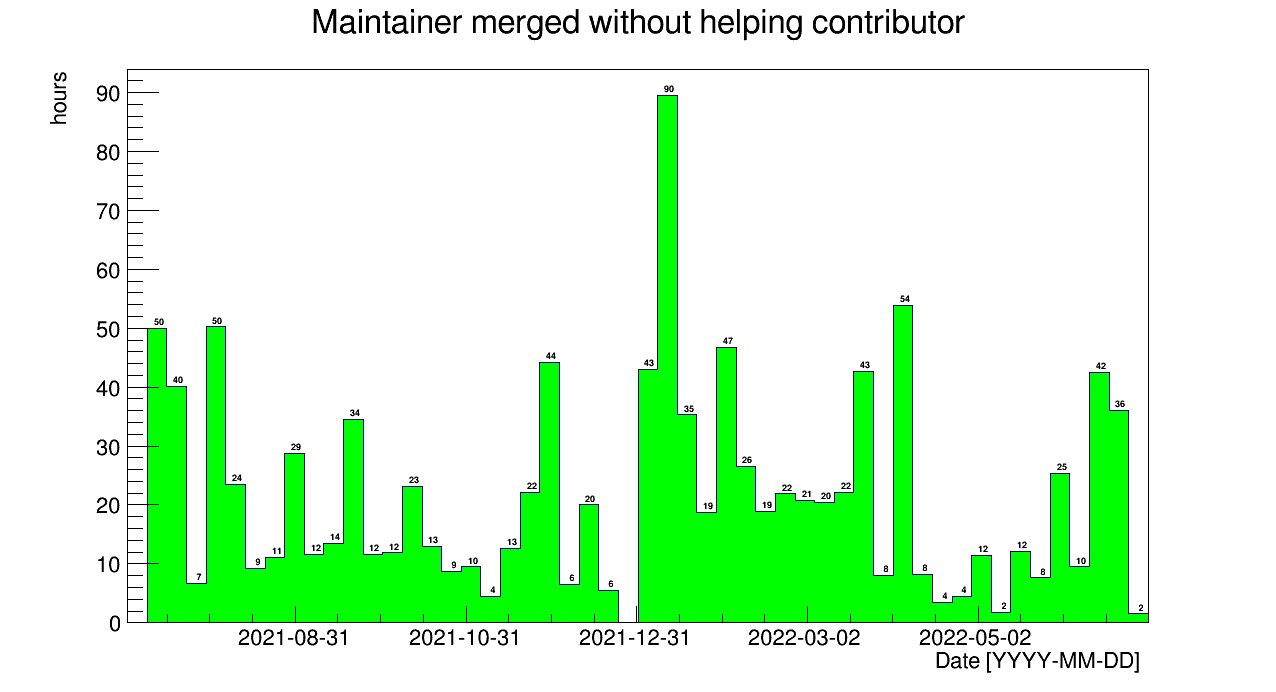 Maintainer merged without helping contributor
hours
90
80
70
60
50
40
30
20
10
0
50 40 7 50 24 9 11 29 12 14 34 12 12 23 13 9 10 4 13 22 44 6 20 6 43 90 35 19 47 26 19 22 21 20 22 43 8 54 8 4 4 12 2 12 8 25 10 42 36 2
2021-08-31 2021-10-31 2021-12-31 2022-03-02 2022-05-02
Date [YYYY-MM-DD]